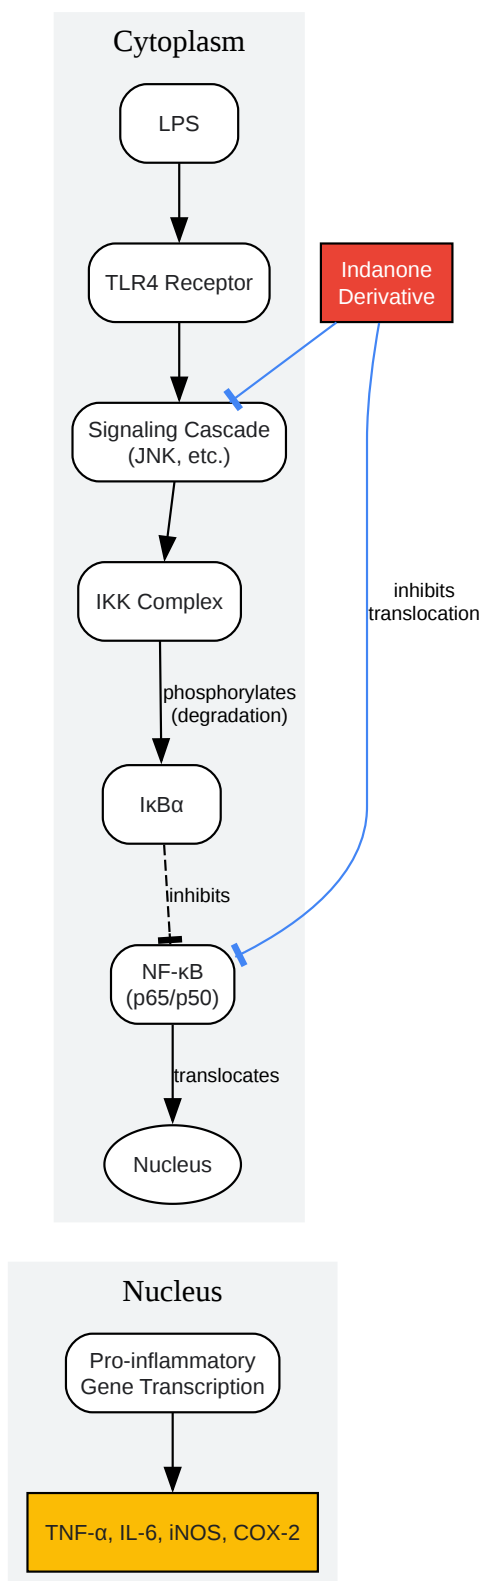 Cytoplasm
LPS
TLR4 Receptor
Indanone
Derivative
Signaling Cascade
(JNK, etc.)
IKK Complex
inhibits
translocation
phosphorylates
(degradation)
IκBα
inhibits
NF-κB
(p65/p50)
translocates
Nucleus
Nucleus
Pro-inflammatory
Gene Transcription
TNF-α, IL-6, iNOS, COX-2